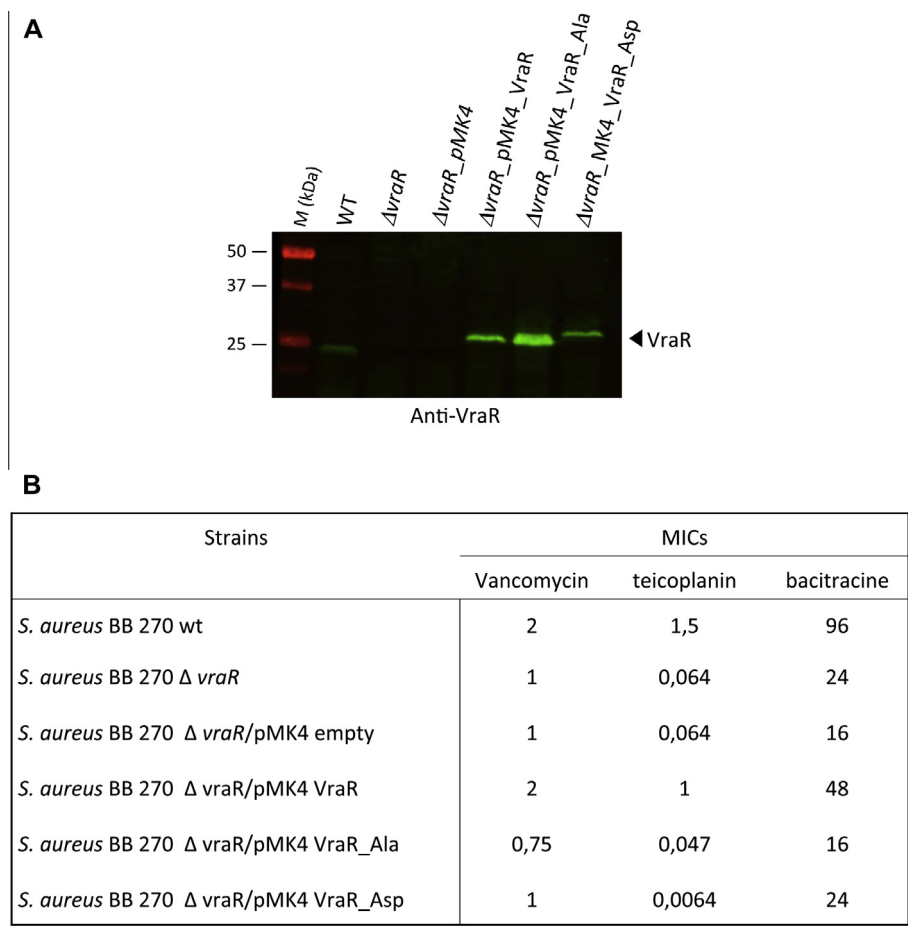 A
M (kDa)
WT
ΔvraR
ΔvraR_pMK4
ΔvraR_pMK4_VraR
ΔvraR_pMK4_VraR_Ala
ΔvraR_MK4_VraR_Asp
50
37
25
VraR
Anti-VraR
B
Strains MICs
Vancomycin teicoplanin bacitracine
S. aureus BB 270 wt 2 1,5 96
S. aureus BB 270 Δ vraR 1 0,064 24
S. aureus BB 270 Δ vraR/pMK4 empty 1 0,064 16
S. aureus BB 270 Δ vraR/pMK4 VraR 2 1 48
S. aureus BB 270 Δ vraR/pMK4 VraR_Ala 0,75 0,047 16
S. aureus BB 270 Δ vraR/pMK4 VraR_Asp 1 0,0064 24